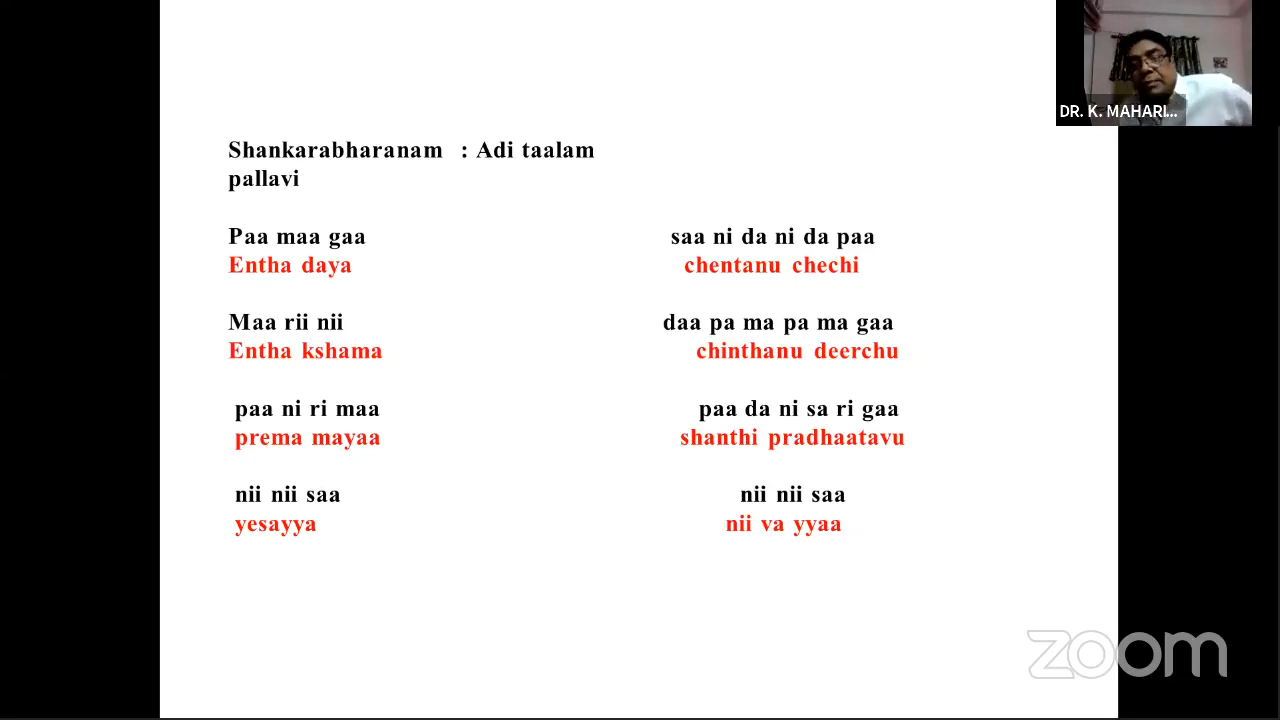 DR. K. MAHARI...
Shankarabharanam : Adi taalam
pallavi
Paa maa gaa saa ni da ni da paa
Entha daya chentanu chechi
Maa rii nii daa pa ma pa ma gaa
Entha kshama chinthanu deerchu
paa ni ri maa paa da ni sa ri gaa
prema mayaa shanthi pradhaatavu
nii nii saa nii nii saa
yesayya nii va yyaa
zoom